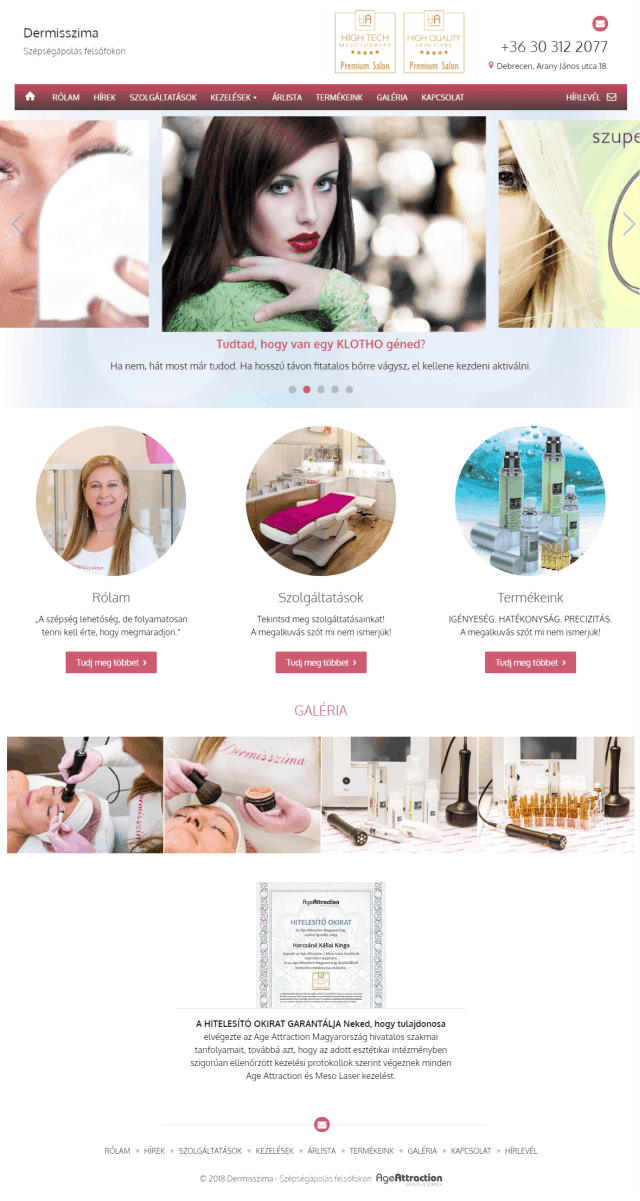 Dermisszima
Szépségápolás felsőfokon
HIGH TECH
MESOTHERAPY
Premium Salon
HIGH QUALITY
SKIN CARE
Premium Salon
+36 30 312 2077
Debrecen, Arany János utca 18.
RÓLAM HÍREK SZOLGÁLTATÁSOK KEZELÉSEK ÁRLISTA TERMÉKEINK GALÉRIA KAPCSOLAT HÍRLEVÉL
szupe
Tudtad, hogy van egy KLOTHO géned?
Ha nem, hát most már tudod. Ha hosszú távon fitatalos bőrre vágysz, el kellene kezdeni aktiválni.
Rólam
„A szépség lehetőség, de folyamatosan
tenni kell érte, hogy megmaradjon.”
Tudj meg többet
Szolgáltatások
Tekintsd meg szolgáltatásainkat!
A megalkuvás szót mi nem ismerjük!
Tudj meg többet
Termékeink
IGÉNYESÉG. HATÉKONYSÁG. PRECIZITÁS.
A megalkuvás szót mi nem ismerjük!
Tudj meg többet
GALÉRIA
Dermisszima
AgeAttraction
HITELESÍTŐ OKIRAT
Harcsáné Kállai Kinga
A HITELESÍTŐ OKIRAT GARANTÁLJA Neked, hogy tulajdonosa
elvégezte az Age Attraction Magyarország hivatalos szakmai
tanfolyamait, továbbá azt, hogy az adott esztétikai intézményben
szigorúan ellenőrzött kezelési protokollok szerint végeznek minden
Age Attraction és Meso Laser kezelést.
RÓLAM ★ HÍREK ★ SZOLGÁLTATÁSOK ★ KEZELÉSEK ★ ÁRLISTA ★ TERMÉKEINK ★ GALÉRIA ★ KAPCSOLAT ★ HÍRLEVÉL
© 2018 Dermisszima - Szépségápolás felsőfokon AgeAttraction
BEAUTY & SCIENCE